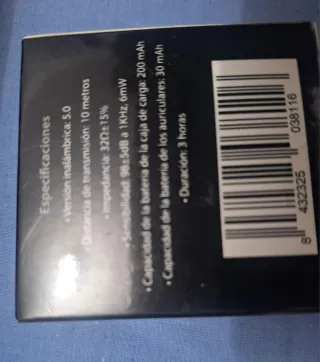 Especificaciones
•Versión inalámbrica: 5.0
•Distancia de transmisión: 10 metros
•Impedancia: 32Ω±15%
•Sensibilidad: 98±5dB a 1KHz, 6mW
•Capacidad de la batería de la caja de carga: 200 mAh
•Capacidad de la batería de los auriculares: 30 mAh
•Duración: 3 horas
8 432325 038116